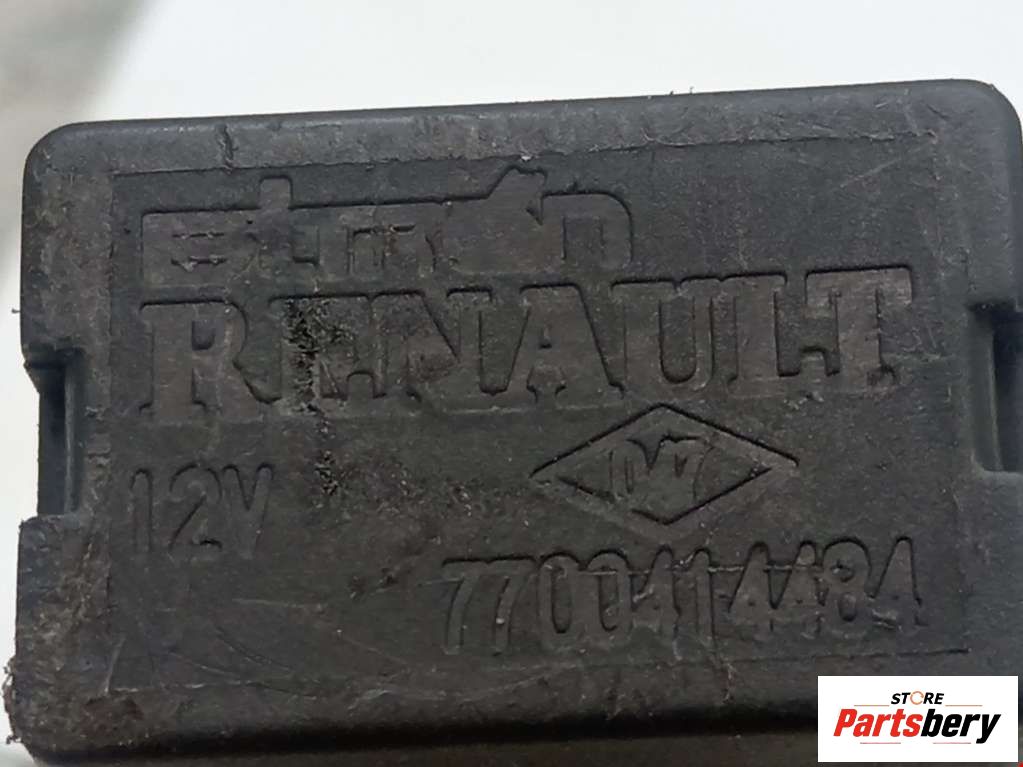 RENAULT
12V
7700414484
STORE
Partsbery